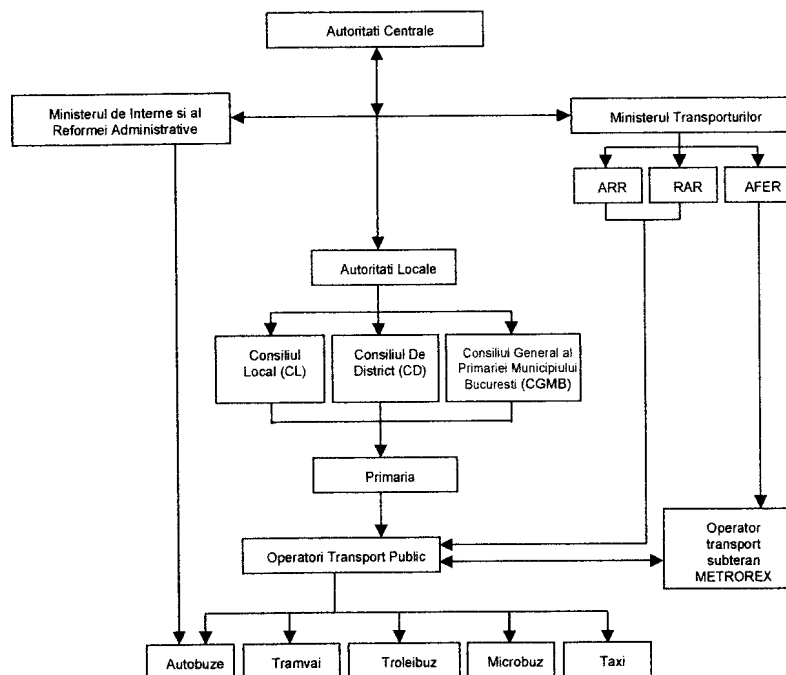 Autoritati Centrale
Ministerul de Interne si al
Reformei Administrative
Ministerul Transporturilor
ARR
RAR
AFER
Autoritati Locale
Consiliul
Local (CL)
Consiliul De
District (CD)
Consiliul General al
Primariei Municipiului
Bucuresti (CGMB)
Primaria
Operatori Transport Public
Operator
transport
subteran
METROREX
Autobuze
Tramvai
Troleibuz
Microbuz
Taxi